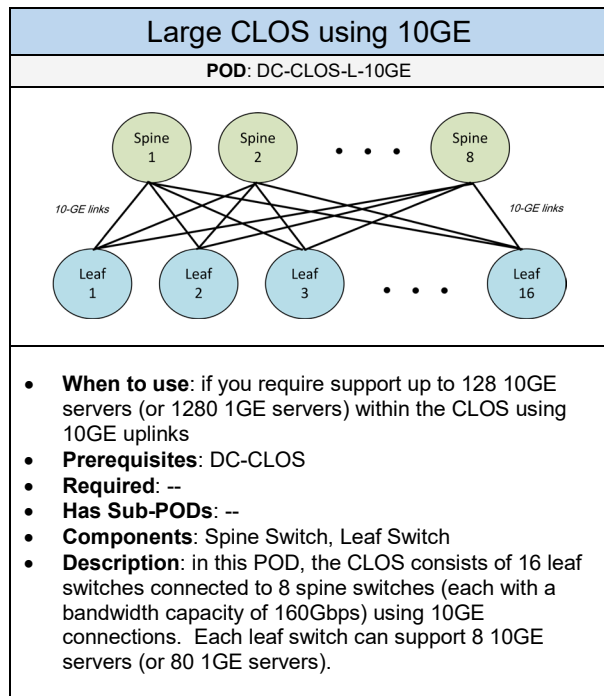 Large CLOS using 10GE
POD: DC-CLOS-L-10GE
Spine
1
Spine
2
• • •
Spine
8
10-GE links
10-GE links
Leaf
1
Leaf
2
Leaf
3
• • •
Leaf
16
• When to use: if you require support up to 128 10GE
servers (or 1280 1GE servers) within the CLOS using
10GE uplinks
• Prerequisites: DC-CLOS
• Required: --
• Has Sub-PODs: --
• Components: Spine Switch, Leaf Switch
• Description: in this POD, the CLOS consists of 16 leaf
switches connected to 8 spine switches (each with a
bandwidth capacity of 160Gbps) using 10GE
connections.  Each leaf switch can support 8 10GE
servers (or 80 1GE servers).